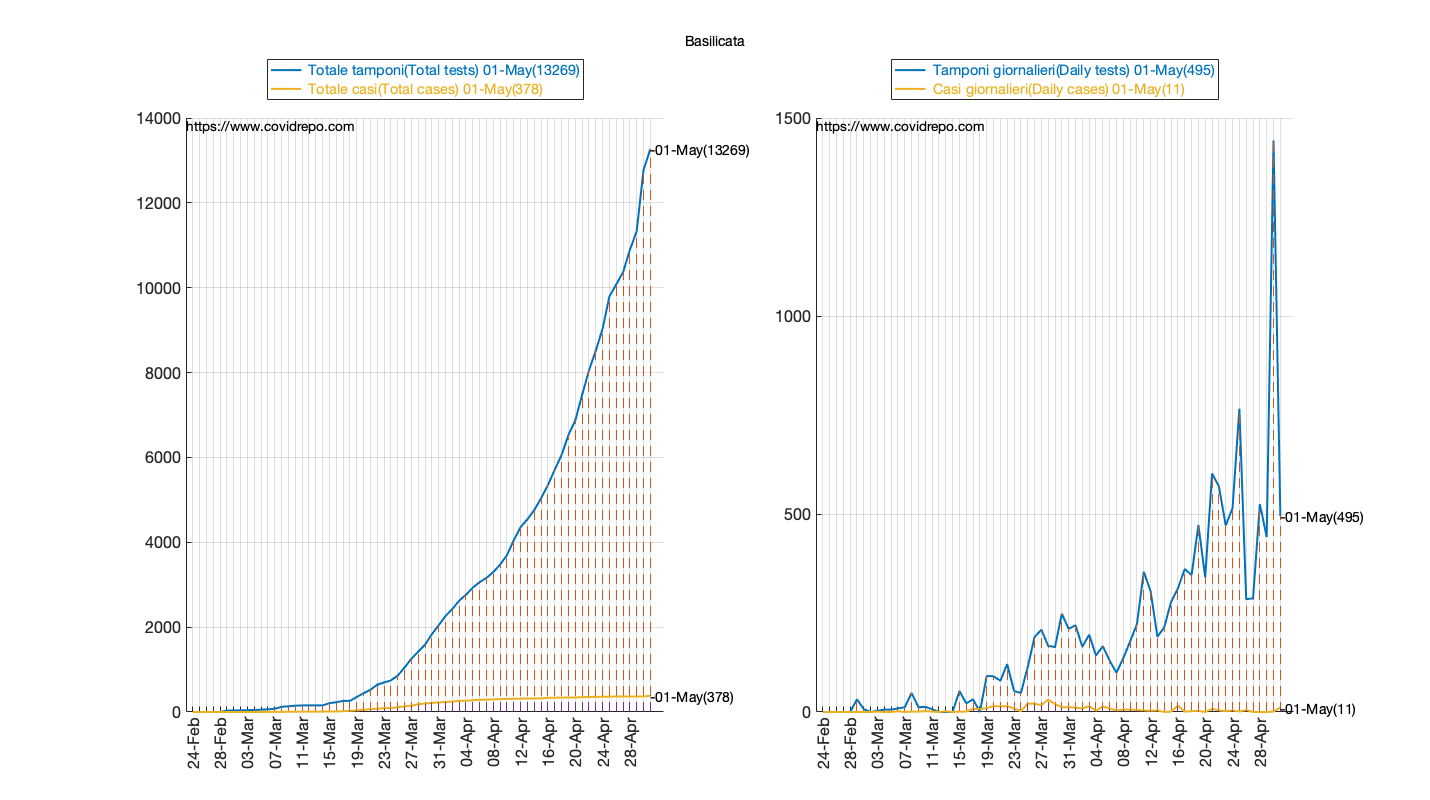 Basilicata
Totale tamponi(Total tests) 01-May(13269)
Totale casi(Total cases) 01-May(378)
14000
12000
10000
8000
6000
4000
2000
0
https://www.covidrepo.com
01-May(13269)
01-May(378)
24-Feb
28-Feb
03-Mar
07-Mar
11-Mar
15-Mar
19-Mar
23-Mar
27-Mar
31-Mar
04-Apr
08-Apr
12-Apr
16-Apr
20-Apr
24-Apr
28-Apr
Tamponi giornalieri(Daily tests) 01-May(495)
Casi giornalieri(Daily cases) 01-May(11)
1500
1000
500
0
https://www.covidrepo.com
01-May(495)
01-May(11)
24-Feb
28-Feb
03-Mar
07-Mar
11-Mar
15-Mar
19-Mar
23-Mar
27-Mar
31-Mar
04-Apr
08-Apr
12-Apr
16-Apr
20-Apr
24-Apr
28-Apr